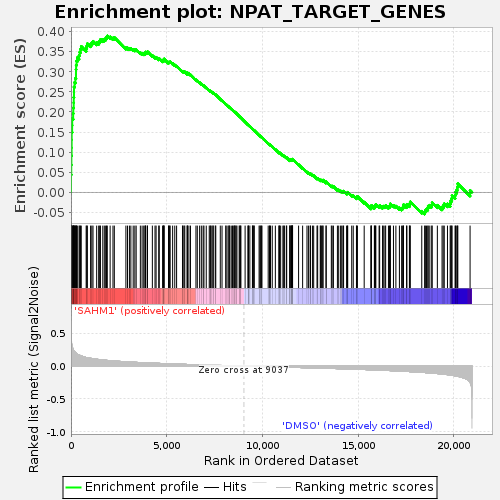 Enrichment plot: NPAT_TARGET_GENES
Enrichment score (ES)
0.40
0.35
0.30
0.25
0.20
0.15
0.10
0.05
0.00
-0.05
Ranked list metric (Signal2Noise)
'SAHM1' (positively correlated)
0.5
0.0
-0.5
-1.0
Zero cross at 9037
'DMSO' (negatively correlated)
0
5,000
10,000
15,000
20,000
Rank in Ordered Dataset
Enrichment profile
Hits
Ranking metric scores